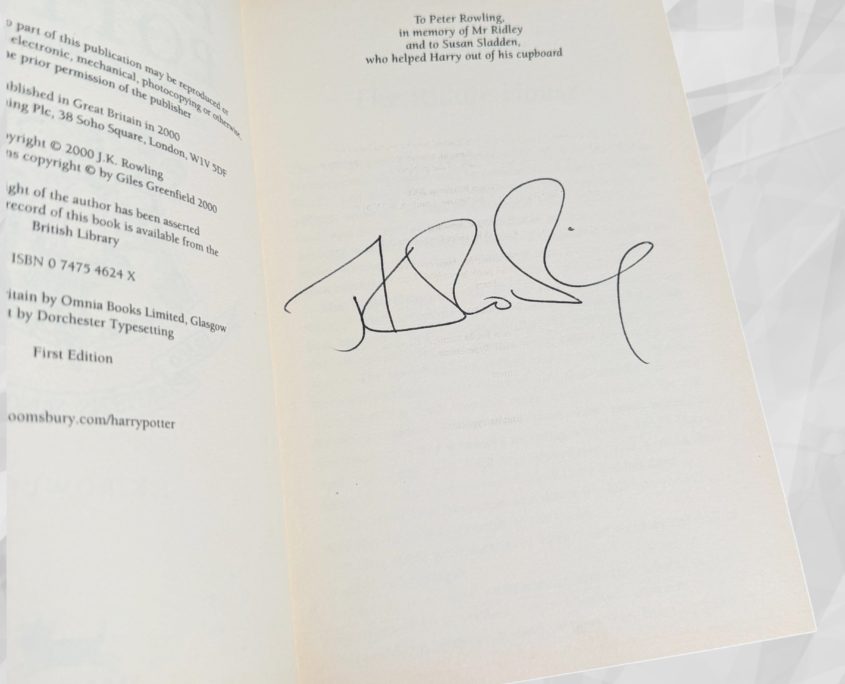 part of this publication may be reproduced or
electronic, mechanical, photocopying or otherwise,
prior permission of the publisher
ublished in Great Britain in 2000
ing Plc, 38 Soho Square, London, W1V 5DF
yright © 2000 J.K. Rowling
ns copyright © by Giles Greenfield 2000
ght of the author has been asserted
record of this book is available from the
British Library
ISBN 0 7475 4624 X
itain by Omnia Books Limited, Glasgow
t by Dorchester Typesetting
First Edition
oomsbury.com/harrypotter
To Peter Rowling,
in memory of Mr Ridley
and to Susan Sladden,
who helped Harry out of his cupboard